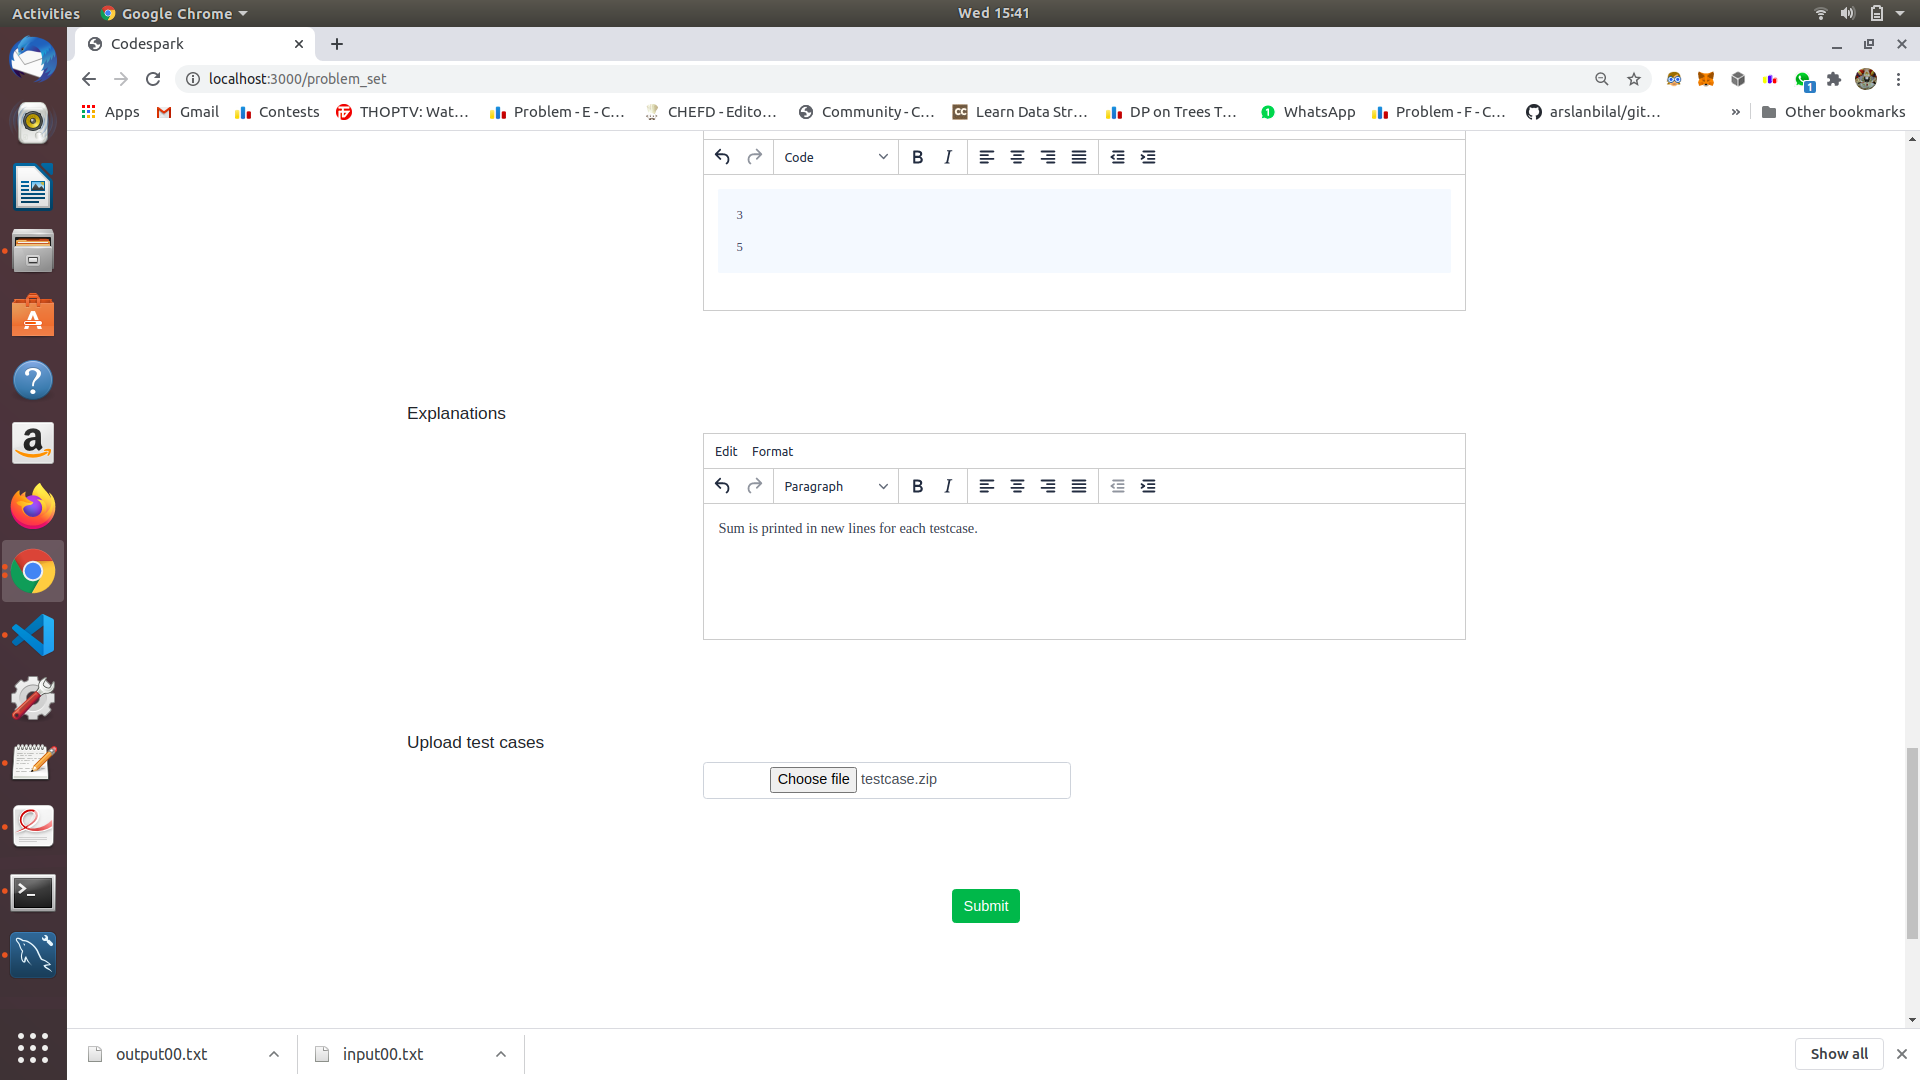 Activities Google Chrome Wed 15:41
Codespark
localhost:3000/problem_set
Apps Gmail Contests THOPTV: Wat… Problem - E - C… CHEFD - Edito… Community - C… CC Learn Data Str… DP on Trees T… 1 WhatsApp Problem - F - C… arslanbilal/git… » Other bookmarks
1
Code B I
3
5
Explanations
Edit Format
Paragraph B I
Sum is printed in new lines for each testcase.
Upload test cases
Choose file testcase.zip
Submit
output00.txt input00.txt Show all